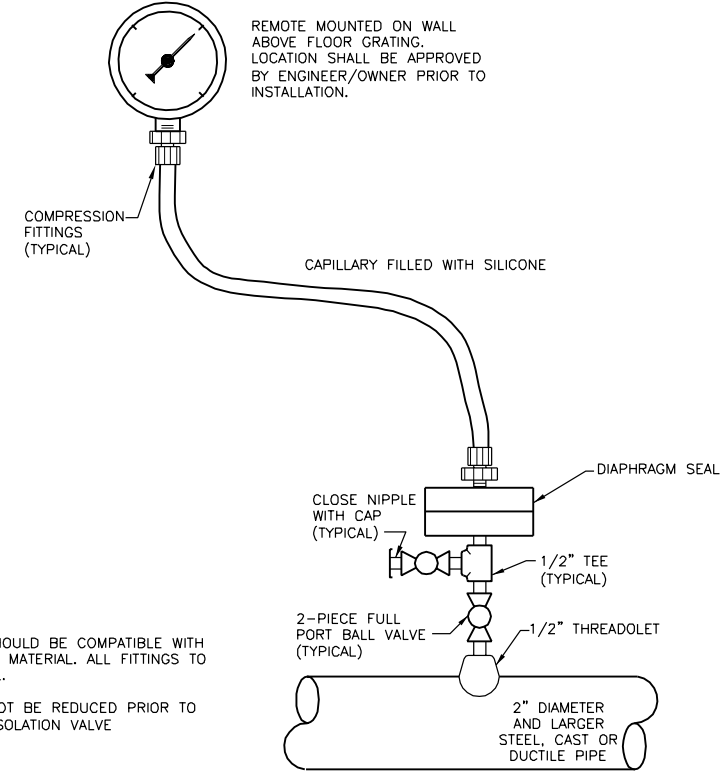 REMOTE MOUNTED ON WALL
ABOVE FLOOR GRATING.
LOCATION SHALL BE APPROVED
BY ENGINEER/OWNER PRIOR TO
INSTALLATION.
COMPRESSION
FITTINGS
(TYPICAL)
CAPILLARY FILLED WITH SILICONE
DIAPHRAGM SEAL
CLOSE NIPPLE
WITH CAP
(TYPICAL)
1/2" TEE
(TYPICAL)
2-PIECE FULL
PORT BALL VALVE
(TYPICAL)
1/2" THREADOLET
BE COMPATIBLE WITH
MATERIAL. ALL FITTINGS TO
BE REDUCED PRIOR TO
VALVE
2" DIAMETER
AND LARGER
STEEL, CAST OR
DUCTILE PIPE